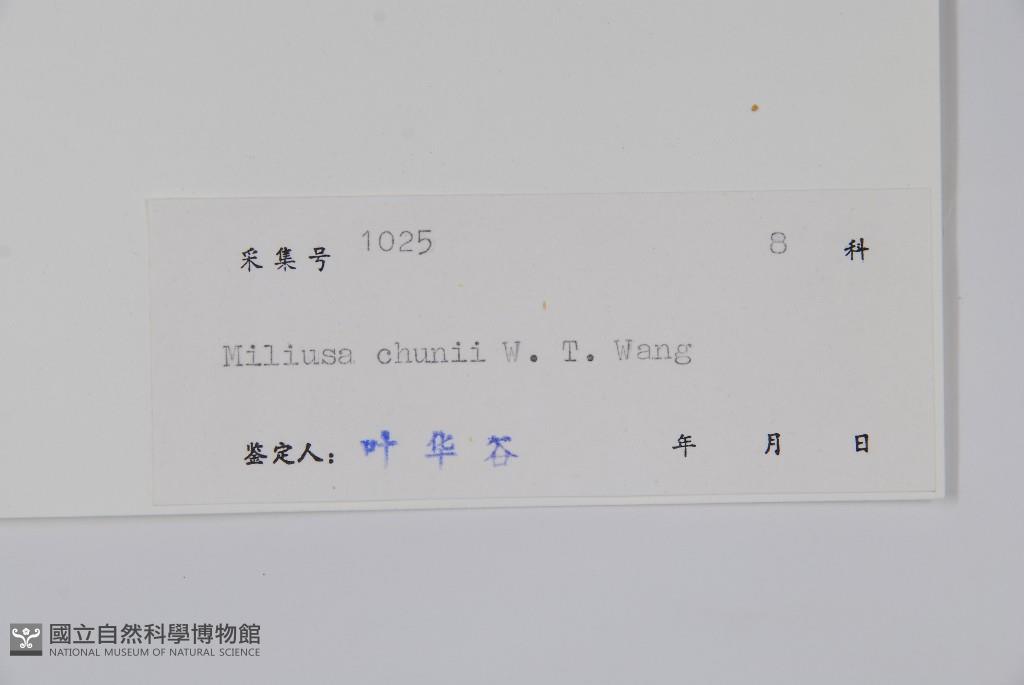 采集号 1025 8 科
Miliusa chunii W. T. Wang
鉴定人: 叶华谷 年 月 日
國立自然科學博物館
NATIONAL MUSEUM OF NATURAL SCIENCE